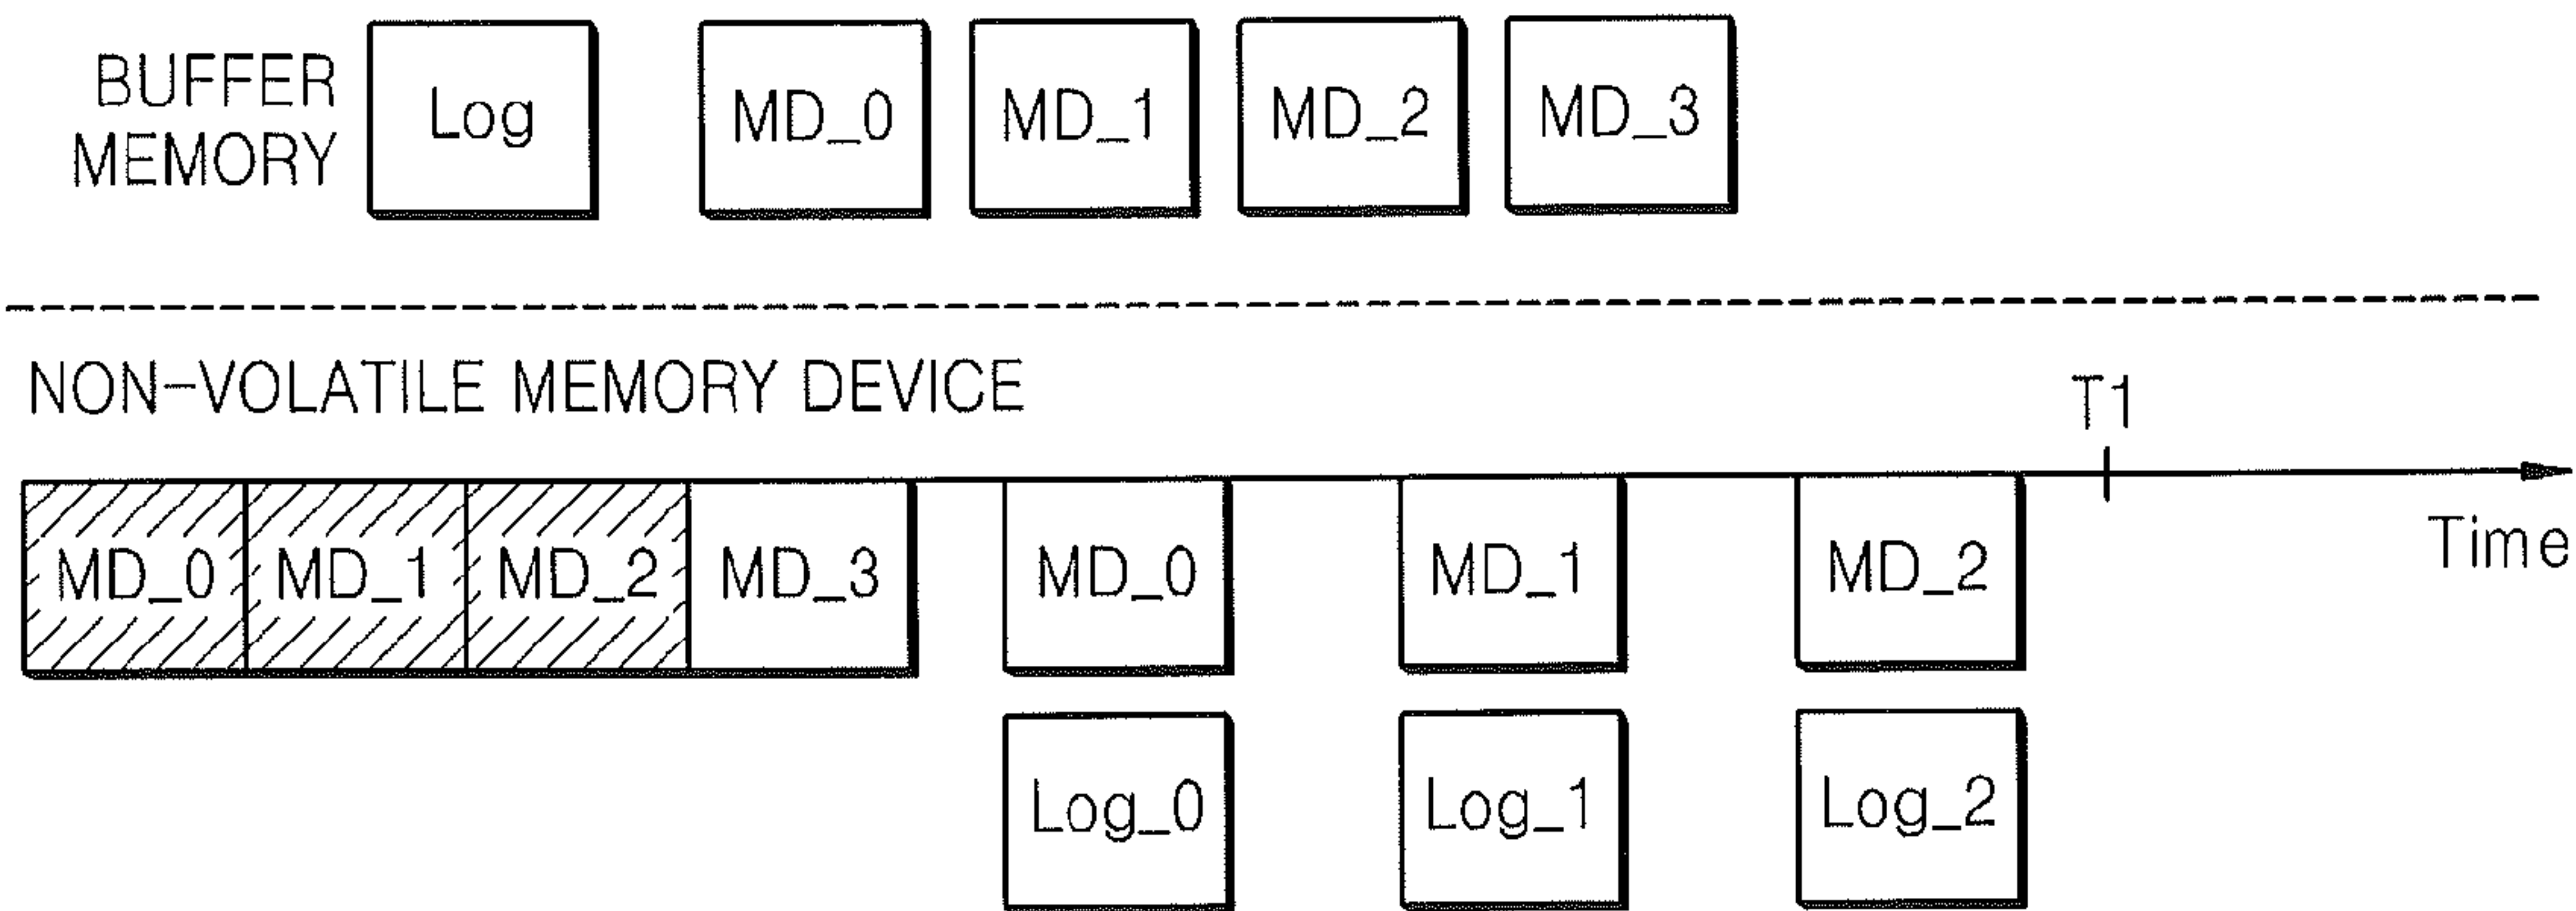 BUFFER
MEMORY
Log MD_0 MD_1 MD_2 MD_3
NON-VOLATILE MEMORY DEVICE
T1
Time
MD_0 MD_1 MD_2 MD_3 MD_0 MD_1 MD_2
Log_0 Log_1 Log_2